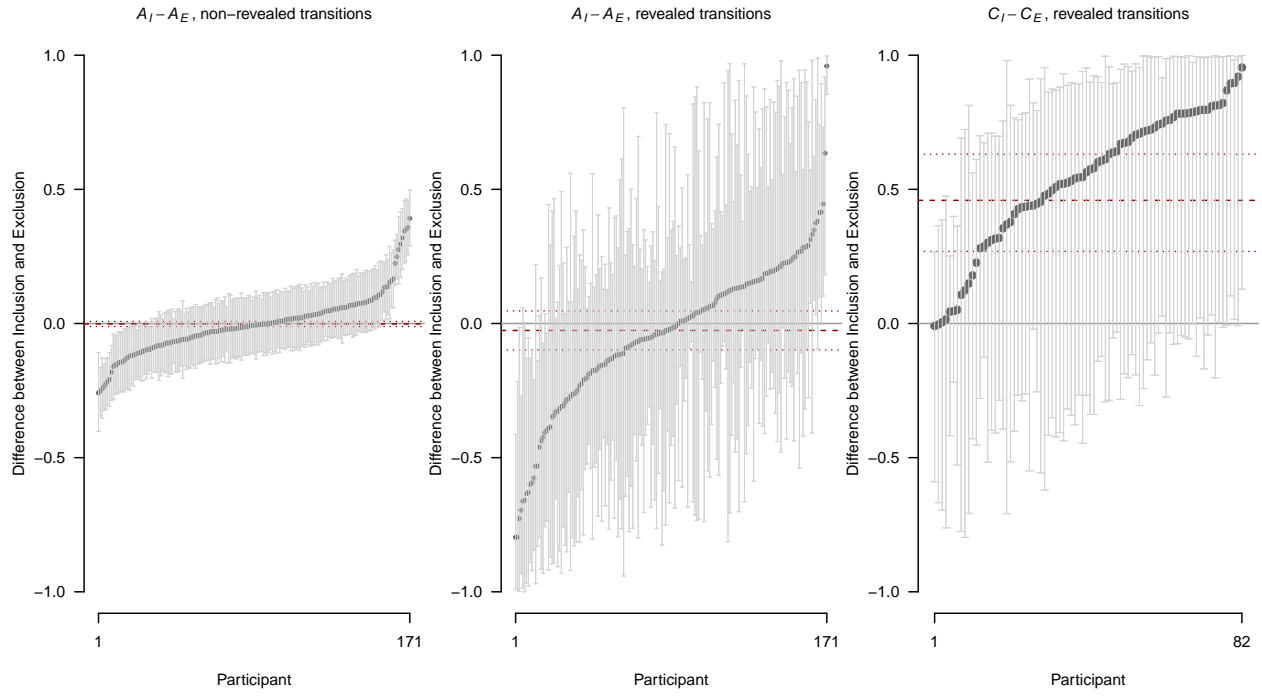 A_I − A_E , non−revealed transitions
Difference between Inclusion and Exclusion
1.0
0.5
0.0
−0.5
−1.0
1
171
Participant
A_I − A_E , revealed transitions
Difference between Inclusion and Exclusion
1.0
0.5
0.0
−0.5
−1.0
1
171
Participant
C_I − C_E , revealed transitions
Difference between Inclusion and Exclusion
1.0
0.5
0.0
−0.5
−1.0
1
82
Participant